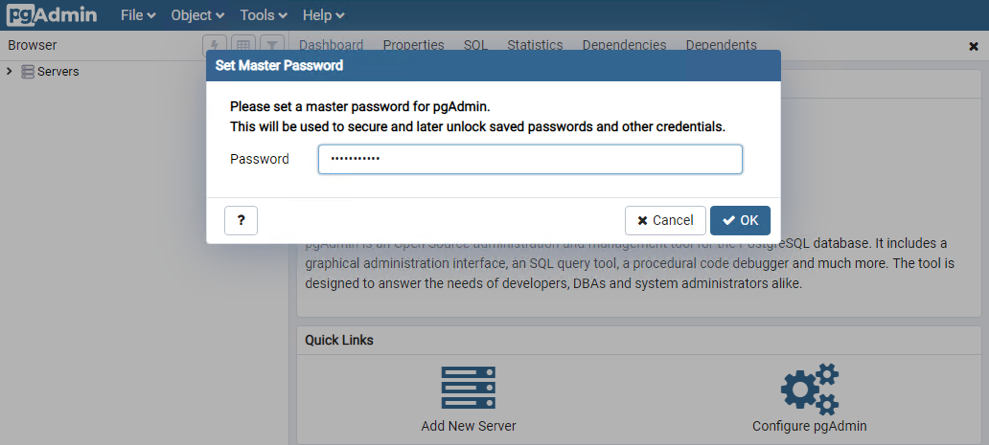 pgAdmin File Object Tools Help
Browser
Dashboard Properties SQL Statistics Dependencies Dependents
Servers
Set Master Password
Please set a master password for pgAdmin.
This will be used to secure and later unlock saved passwords and other credentials.
Password •••••••••••
? Cancel OK
pgAdmin is an Open Source administration and management tool for the PostgreSQL database. It includes a
graphical administration interface, an SQL query tool, a procedural code debugger and much more. The tool is
designed to answer the needs of developers, DBAs and system administrators alike.
Quick Links
Add New Server Configure pgAdmin